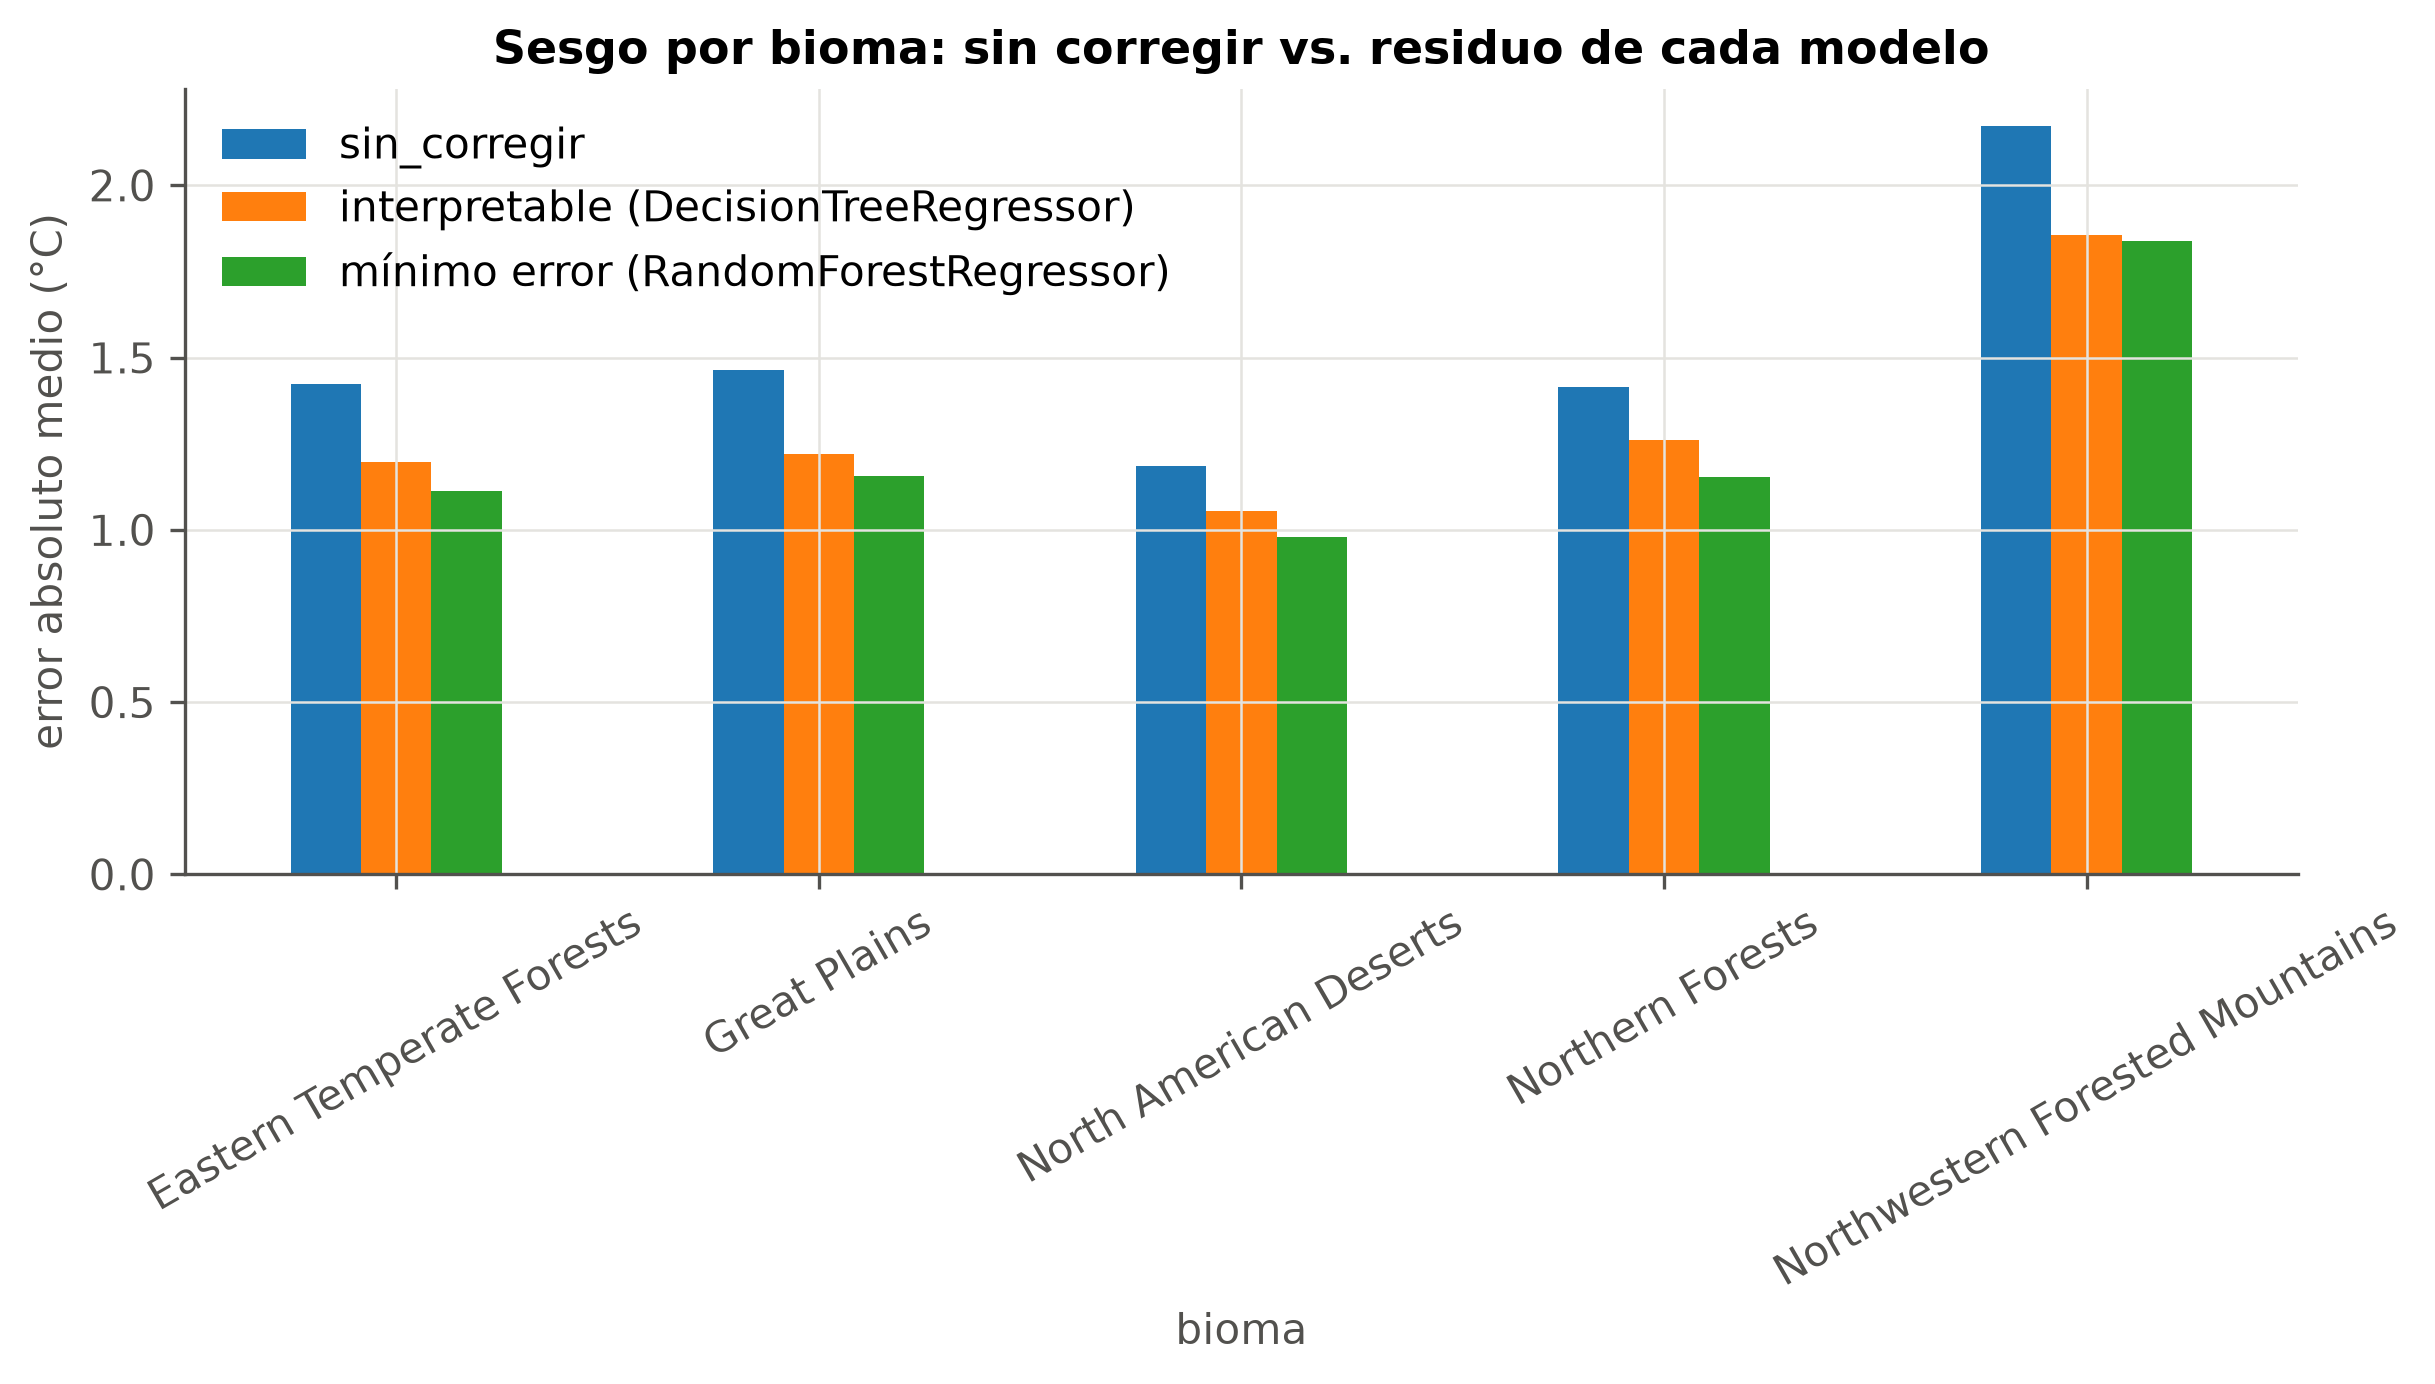 Sesgo por bioma: sin corregir vs. residuo de cada modelo
sin_corregir
interpretable (DecisionTreeRegressor)
mínimo error (RandomForestRegressor)
error absoluto medio (°C)
2.0
1.5
1.0
0.5
0.0
Eastern Temperate Forests
Great Plains
North American Deserts
Northern Forests
Northwestern Forested Mountains
bioma